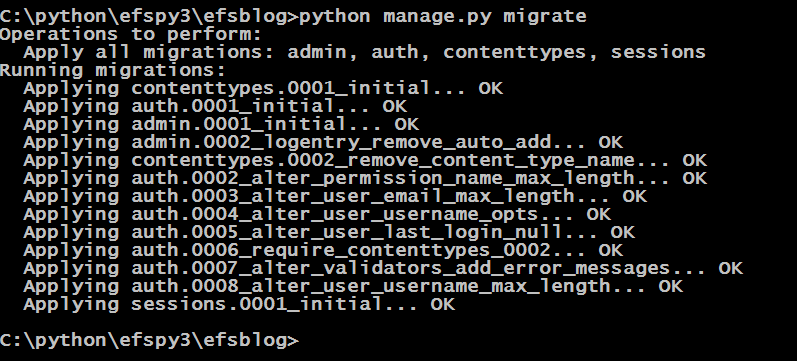 C:\python\efspy3\efsblog>python manage.py migrate
Operations to perform:
  Apply all migrations: admin, auth, contenttypes, sessions
Running migrations:
  Applying contenttypes.0001_initial... OK
  Applying auth.0001_initial... OK
  Applying admin.0001_initial... OK
  Applying admin.0002_logentry_remove_auto_add... OK
  Applying contenttypes.0002_remove_content_type_name... OK
  Applying auth.0002_alter_permission_name_max_length... OK
  Applying auth.0003_alter_user_email_max_length... OK
  Applying auth.0004_alter_user_username_opts... OK
  Applying auth.0005_alter_user_last_login_null... OK
  Applying auth.0006_require_contenttypes_0002... OK
  Applying auth.0007_alter_validators_add_error_messages... OK
  Applying auth.0008_alter_user_username_max_length... OK
  Applying sessions.0001_initial... OK
C:\python\efspy3\efsblog>